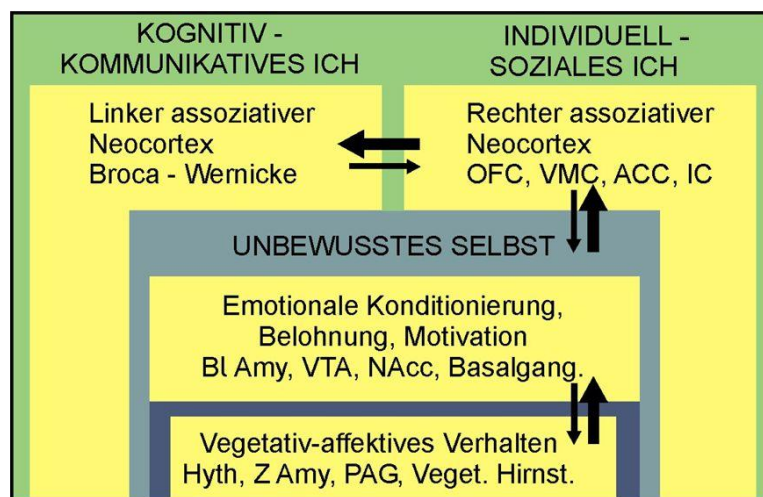 KOGNITIV -
KOMMUNIKATIVES ICH
INDIVIDUELL -
SOZIALES ICH
Linker assoziativer
Neocortex
Broca - Wernicke
Rechter assoziativer
Neocortex
OFC, VMC, ACC, IC
UNBEWUSSTES SELBST
Emotionale Konditionierung,
Belohnung, Motivation
Bl Amy, VTA, NAcc, Basalgang.
Vegetativ-affektives Verhalten
Hyth, Z Amy, PAG, Veget. Hirnst.